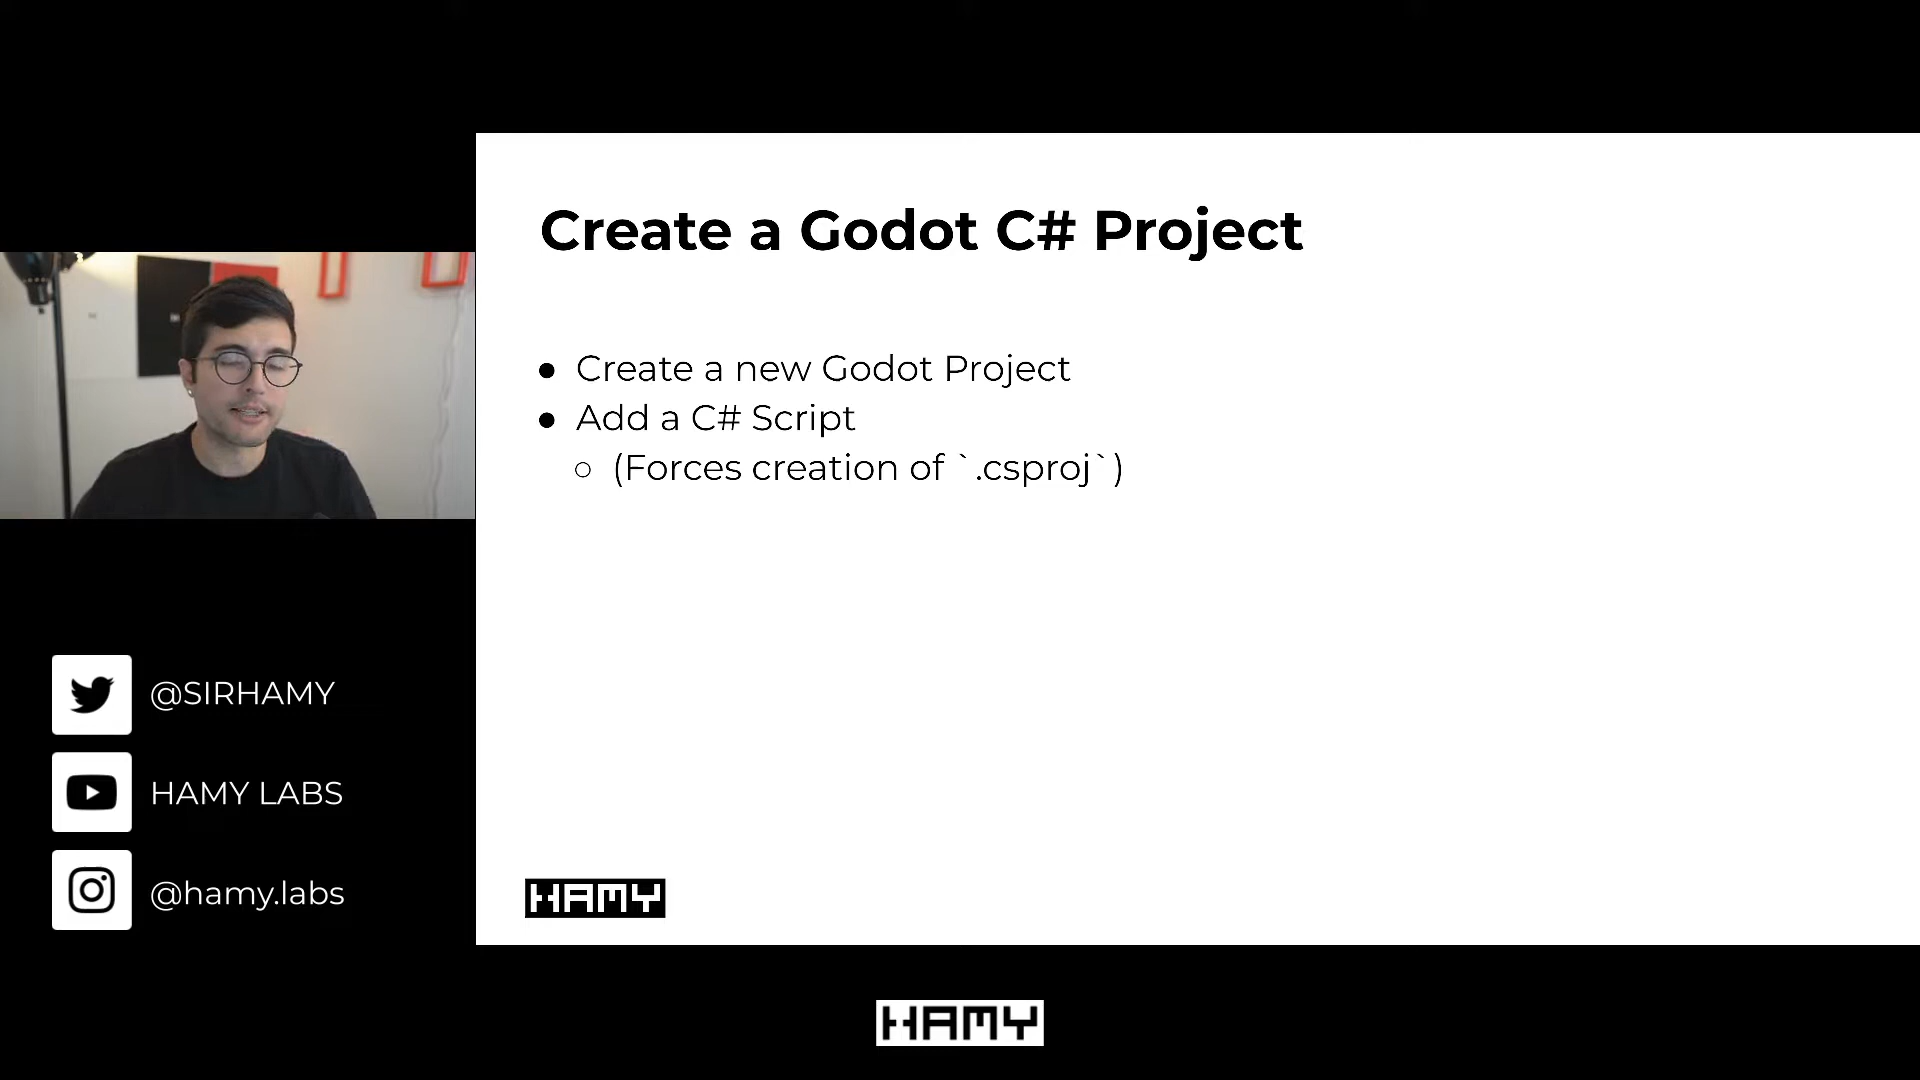 Create a Godot C# Project
● Create a new Godot Project
● Add a C# Script
○ (Forces creation of `.csproj`)
@SIRHAMY
HAMY LABS
@hamy.labs
HAMY
HAMY